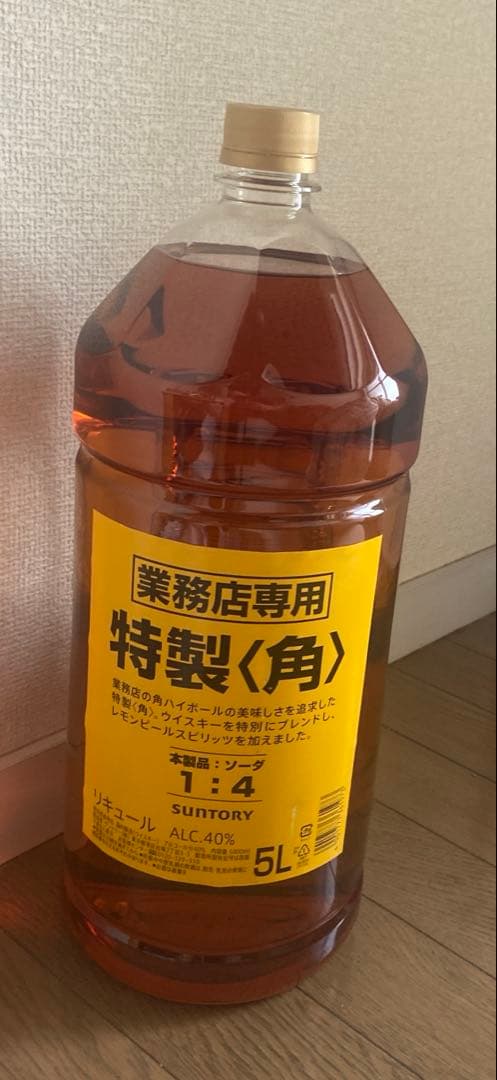 業務店専用
特製〈角〉
業務店の角ハイボールの美味しさを追求した
特製〈角〉。ウイスキーを特別にブレンドし、
レモンピールスピリッツを加えました。
本製品:ソーダ
1:4
SUNTORY
リキュール ALC.40%
5L